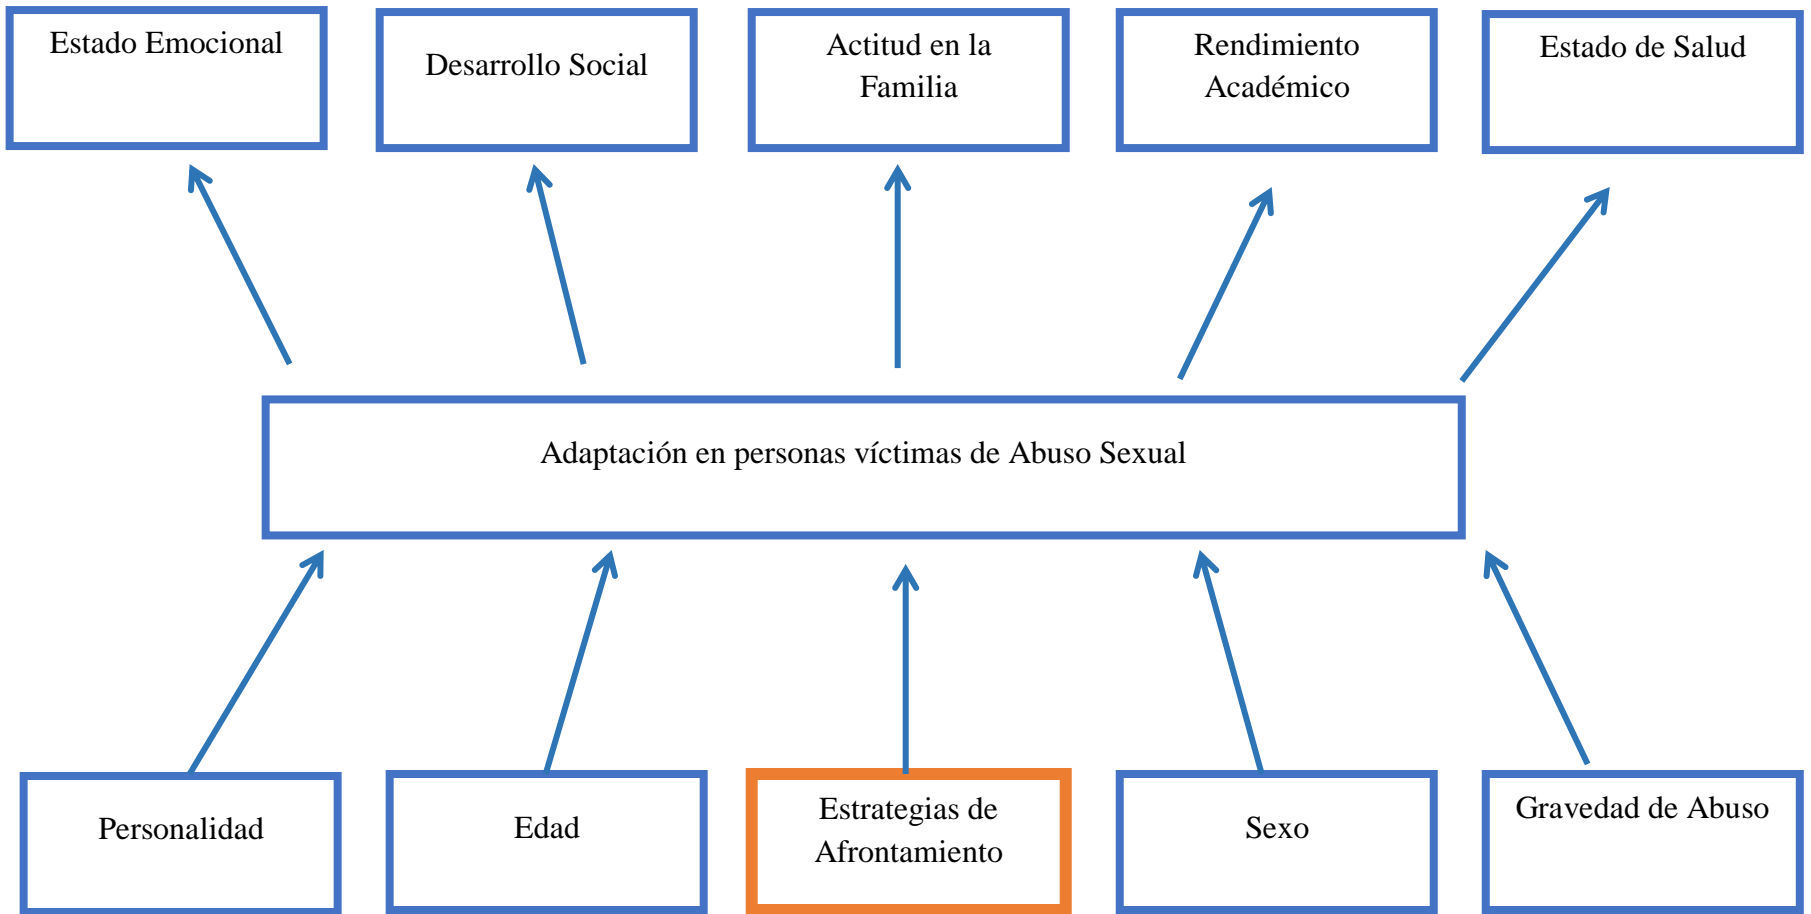 Estado Emocional
Desarrollo Social
Actitud en la
Familia
Rendimiento
Académico
Estado de Salud
Adaptación en personas víctimas de Abuso Sexual
Personalidad
Edad
Estrategias de
Afrontamiento
Sexo
Gravedad de Abuso